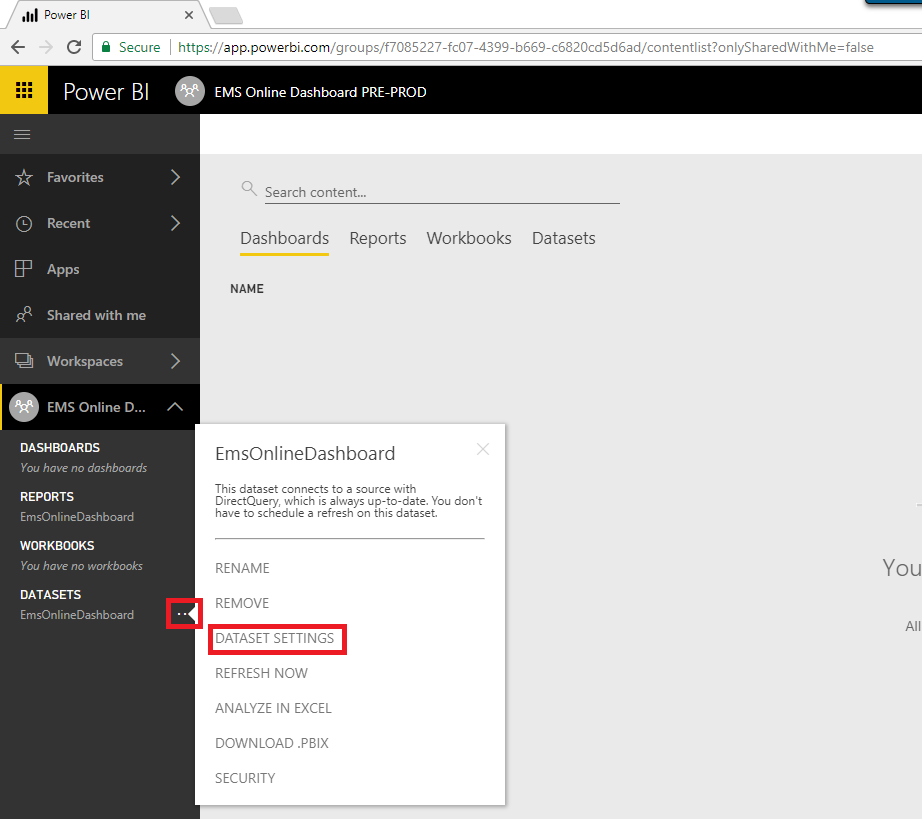 Power BI
Secure https://app.powerbi.com/groups/f7085227-fc07-4399-b669-c6820cd5d6ad/contentlist?onlySharedWithMe=false
Power BI EMS Online Dashboard PRE-PROD
Favorites
Recent
Apps
Shared with me
Workspaces
EMS Online D...
DASHBOARDS
You have no dashboards
REPORTS
EmsOnlineDashboard
WORKBOOKS
You have no workbooks
DATASETS
EmsOnlineDashboard
Search content...
Dashboards Reports Workbooks Datasets
NAME
EmsOnlineDashboard
This dataset connects to a source with
DirectQuery, which is always up-to-date. You don't
have to schedule a refresh on this dataset.
RENAME
REMOVE
DATASET SETTINGS
REFRESH NOW
ANALYZE IN EXCEL
DOWNLOAD .PBIX
SECURITY
You
All